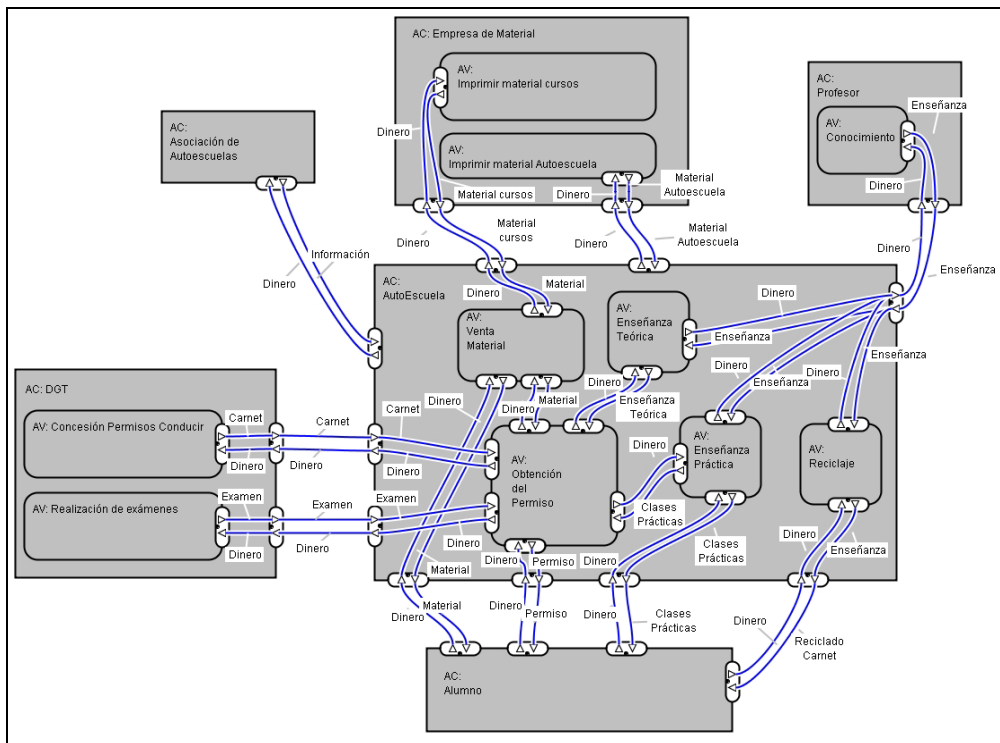 AC: Empresa de Material
AV:
Imprimir material cursos
AV:
Imprimir material Autoescuela
Dinero
Material cursos
Dinero
Material
Autoescuela
AC:
Profesor
AV:
Conocimiento
Enseñanza
Dinero
AC:
Asociación de
Autoescuelas
Dinero
Material
cursos
Dinero
Material
Autoescuela
Dinero
Enseñanza
Información
Dinero
AC:
AutoEscuela
Dinero
Material
AV:
Venta
Material
AV:
Enseñanza
Teórica
Dinero
Enseñanza
Dinero
Enseñanza
Dinero
Enseñanza
Dinero
Material
Dinero
Enseñanza
Teórica
Dinero
AC: DGT
AV: Concesión Permisos Conducir
Carnet
Dinero
Carnet
Dinero
Carnet
Dinero
AV: Realización de exámenes
Examen
Dinero
Examen
Dinero
Examen
Dinero
AV:
Obtención
del
Permiso
Dinero
Clases
Prácticas
AV:
Enseñanza
Práctica
AV:
Reciclaje
Clases
Prácticas
Dinero
Enseñanza
Dinero
Permiso
Dinero
Material
Dinero
Material
Dinero
Permiso
Dinero
Clases
Prácticas
Dinero
Reciclado
Carnet
AC:
Alumno